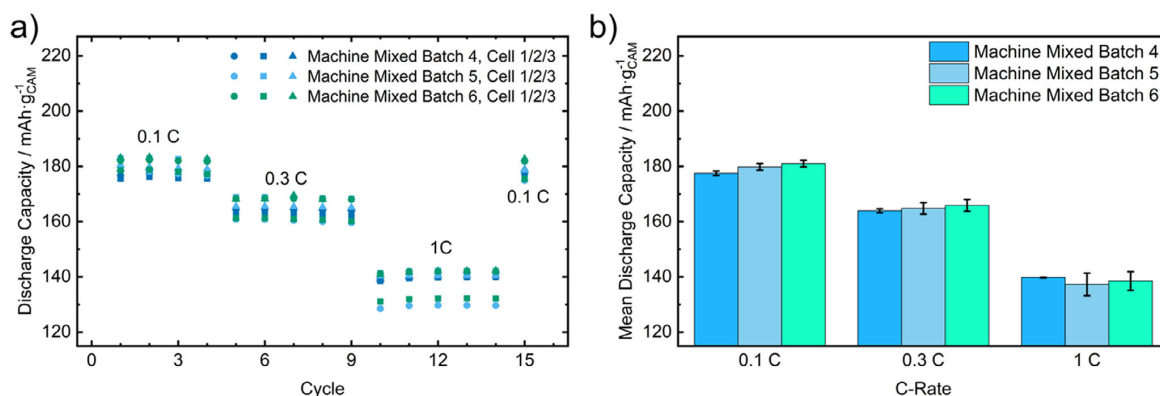 a)
Discharge Capacity / mAh·g⁻¹CAM
220
200
180
160
140
120
Machine Mixed Batch 4, Cell 1/2/3
Machine Mixed Batch 5, Cell 1/2/3
Machine Mixed Batch 6, Cell 1/2/3
0.1 C
0.3 C
1C
0.1 C
0 3 6 9 12 15
Cycle
b)
Mean Discharge Capacity / mAh·g⁻¹CAM
220
200
180
160
140
120
Machine Mixed Batch 4
Machine Mixed Batch 5
Machine Mixed Batch 6
0.1 C 0.3 C 1 C
C-Rate